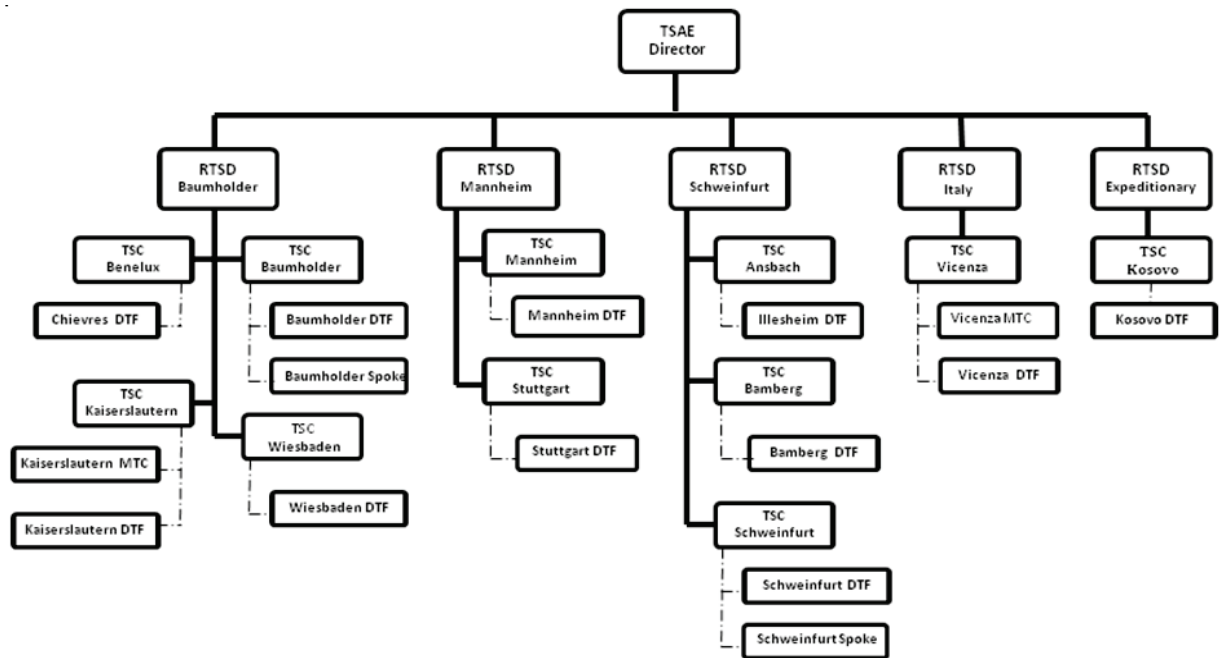 TSAE
Director
RTSD
Baumholder
RTSD
Mannheim
RTSD
Schweinfurt
RTSD
Italy
RTSD
Expeditionary
TSC
Benelux
TSC
Baumholder
TSC
Mannheim
TSC
Ansbach
TSC
Vicenza
TSC
Kosovo
Chievres DTF
Baumholder DTF
Mannheim DTF
Illesheim DTF
Vicenza MTC
Kosovo DTF
Baumholder Spoke
TSC
Stuttgart
TSC
Bamberg
Vicenza DTF
TSC
Kaiserslautern
TSC
Wiesbaden
Kaiserslautern MTC
Stuttgart DTF
Bamberg DTF
Kaiserslautern DTF
Wiesbaden DTF
TSC
Schweinfurt
Schweinfurt DTF
Schweinfurt Spoke